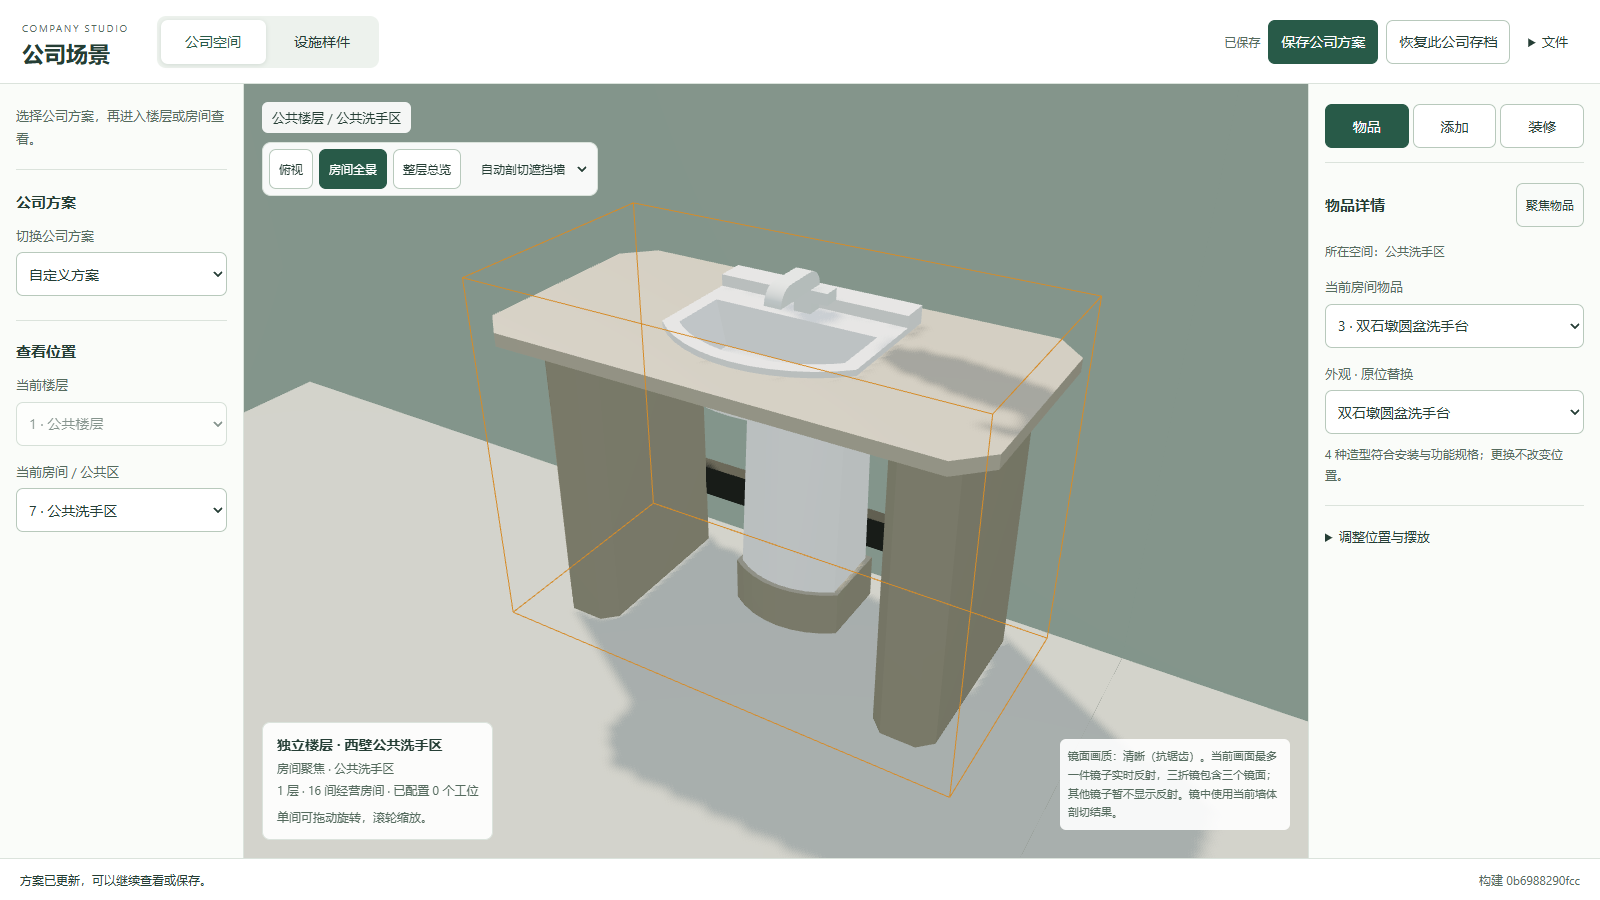 COMPANY STUDIO
公司场景
公司空间
设施样件
已保存
保存公司方案
恢复此公司存档
▶ 文件
选择公司方案，再进入楼层或房间查
看。
公司方案
切换公司方案
自定义方案
查看位置
当前楼层
1 · 公共楼层
当前房间 / 公共区
7 · 公共洗手区
公共楼层 / 公共洗手区
俯视
房间全景
整层总览
自动剖切遮挡墙
独立楼层 · 西壁公共洗手区
房间聚焦 · 公共洗手区
1 层 · 16 间经营房间 · 已配置 0 个工位
单间可拖动旋转，滚轮缩放。
镜面画质：清晰（抗锯齿）。当前画面最多
一件镜子实时反射，三折镜包含三个镜面；
其他镜子暂不显示反射。镜中使用当前墙体
剖切结果。
物品
添加
装修
物品详情
聚焦物品
所在空间：公共洗手区
当前房间物品
3 · 双石墩圆盆洗手台
外观 · 原位替换
双石墩圆盆洗手台
4 种造型符合安装与功能规格；更换不改变位
置。
▶ 调整位置与摆放
方案已更新，可以继续查看或保存。
构建 0b6988290fcc